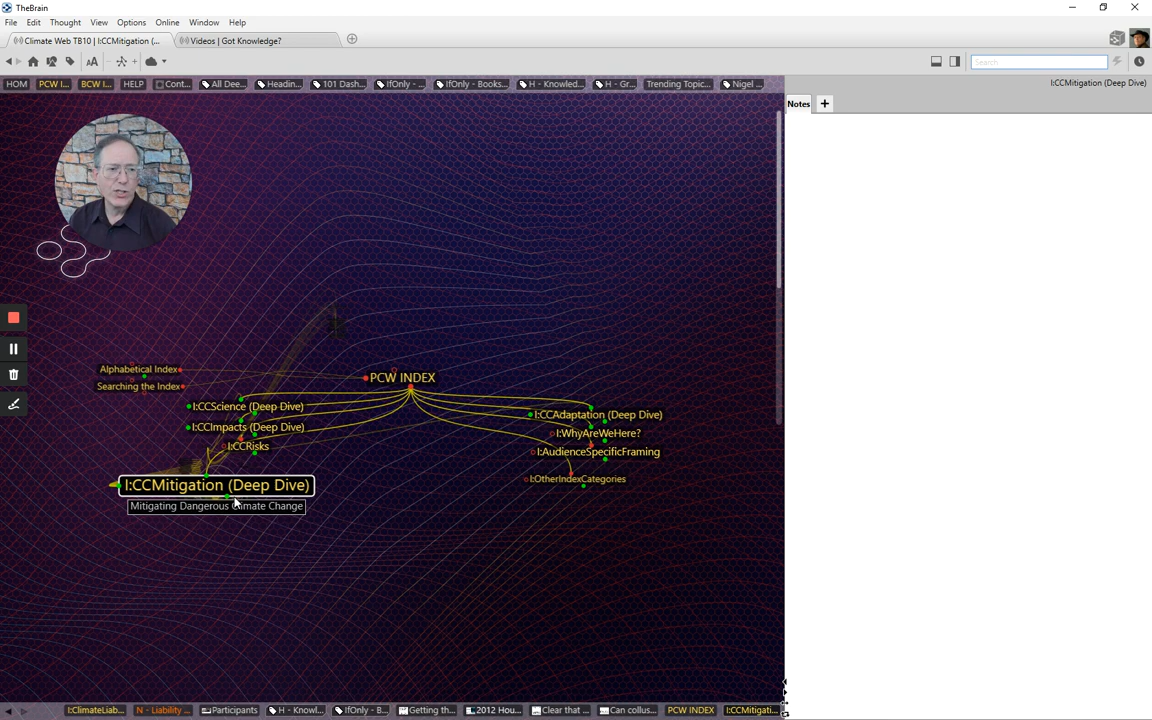 TheBrain
File Edit Thought View Options Online Window Help
Climate Web TB10 | I:CCMitigation (... Videos | Got Knowledge?
Search
HOM PCW I... BCW I... HELP Cont... All Dee... Headin... 101 Dash... IfOnly - ... IfOnly - Books... H - Knowled... H - Gr... Trending Topic... Nigel ...
I:CCMitigation (Deep Dive)
Notes
Alphabetical Index
Searching the Index
PCW INDEX
I:CCScience (Deep Dive)
I:CCImpacts (Deep Dive)
I:CCRisks
I:CCMitigation (Deep Dive)
Mitigating Dangerous Climate Change
I:CCAdaptation (Deep Dive)
I:WhyAreWeHere?
I:AudienceSpecificFraming
I:OtherIndexCategories
I:ClimateLiab... N - Liability ... Participants H - Knowl... IfOnly - B... Getting th... 2012 Hou... Clear that ... Can collus... PCW INDEX I:CCMitigati...